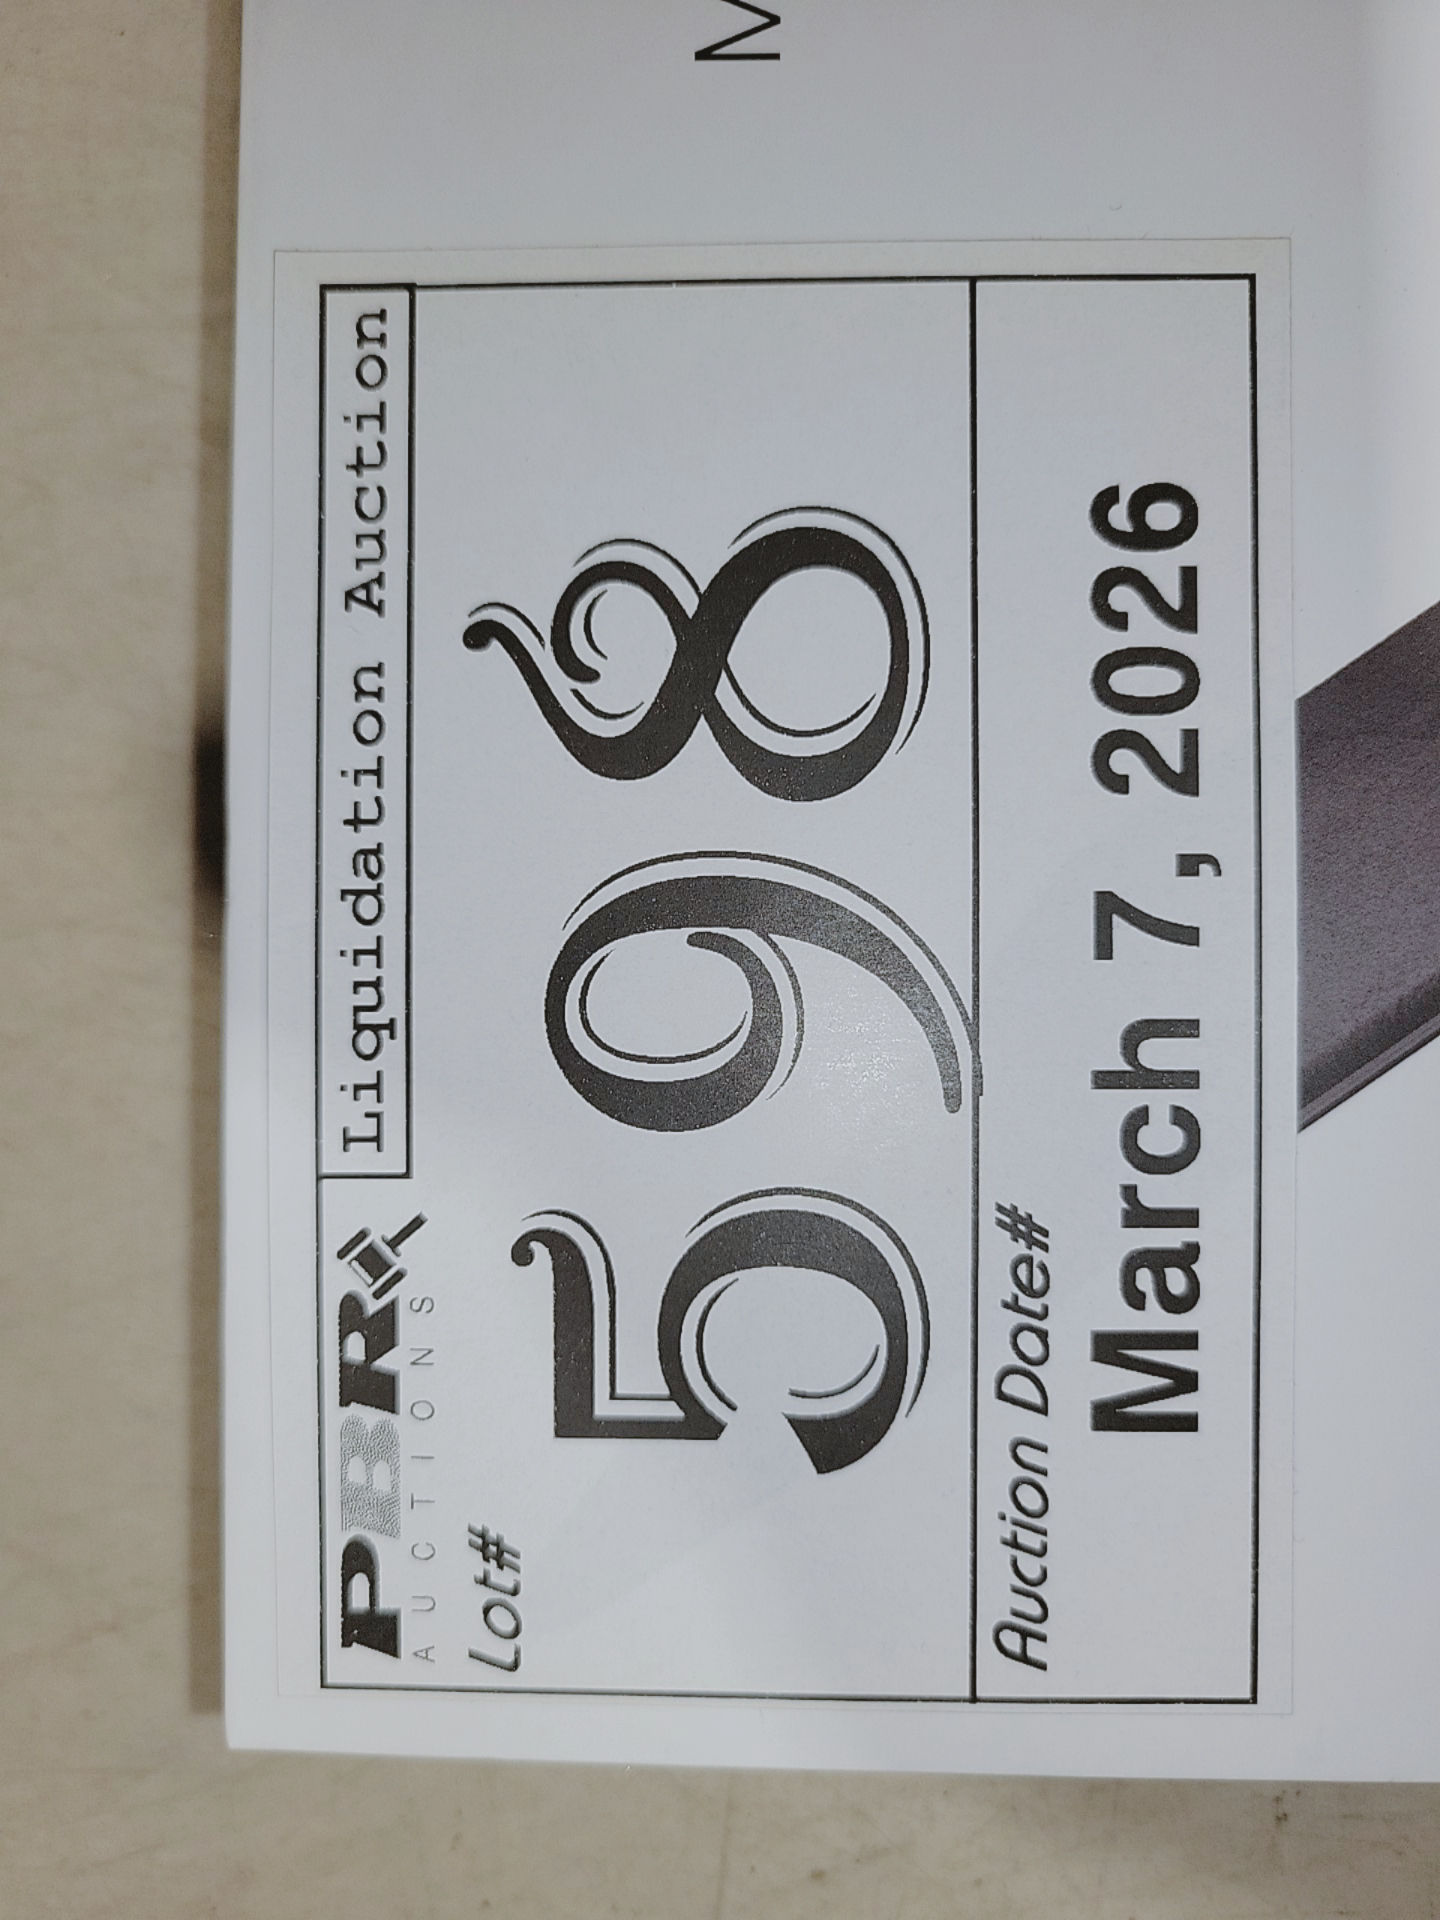 M
PBR
AUCTIONS
Liquidation Auction
Lot#
598
Auction Date#
March 7, 2026